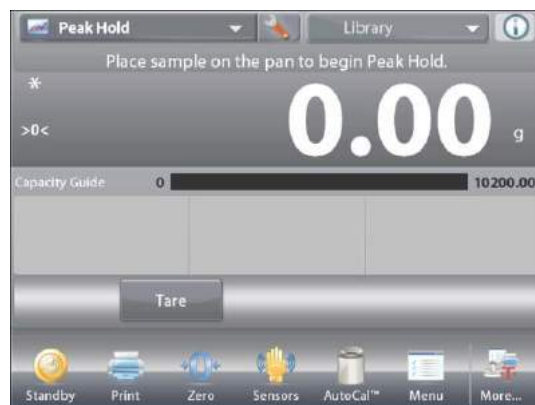 Peak Hold Library
Place sample on the pan to begin Peak Hold.
*
>0< 0.00 g
Capacity Guide 0 10200.00
Tare
Standby Print Zero Sensors AutoCal™ Menu More...